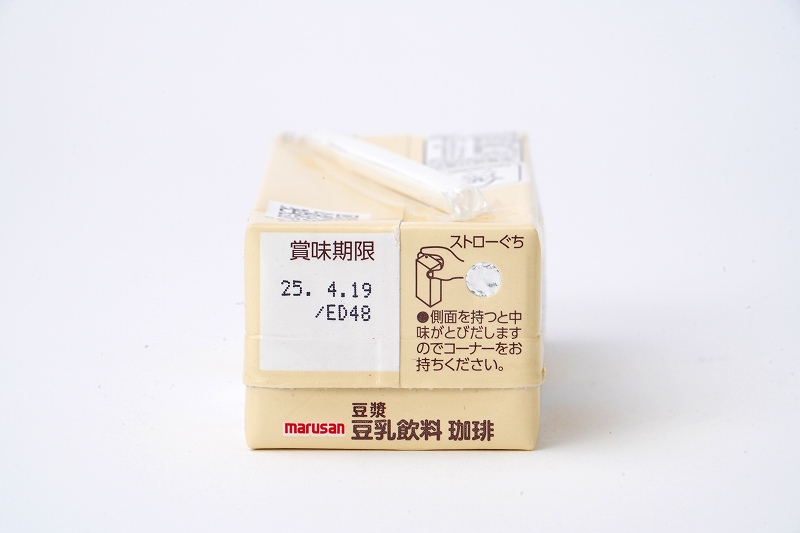 賞味期限
25. 4.19
/ED48
ストローぐち
●側面を持つと中
味がとびだします
のでコーナーをお
持ちください。
豆漿
marusan 豆乳飲料 珈琲